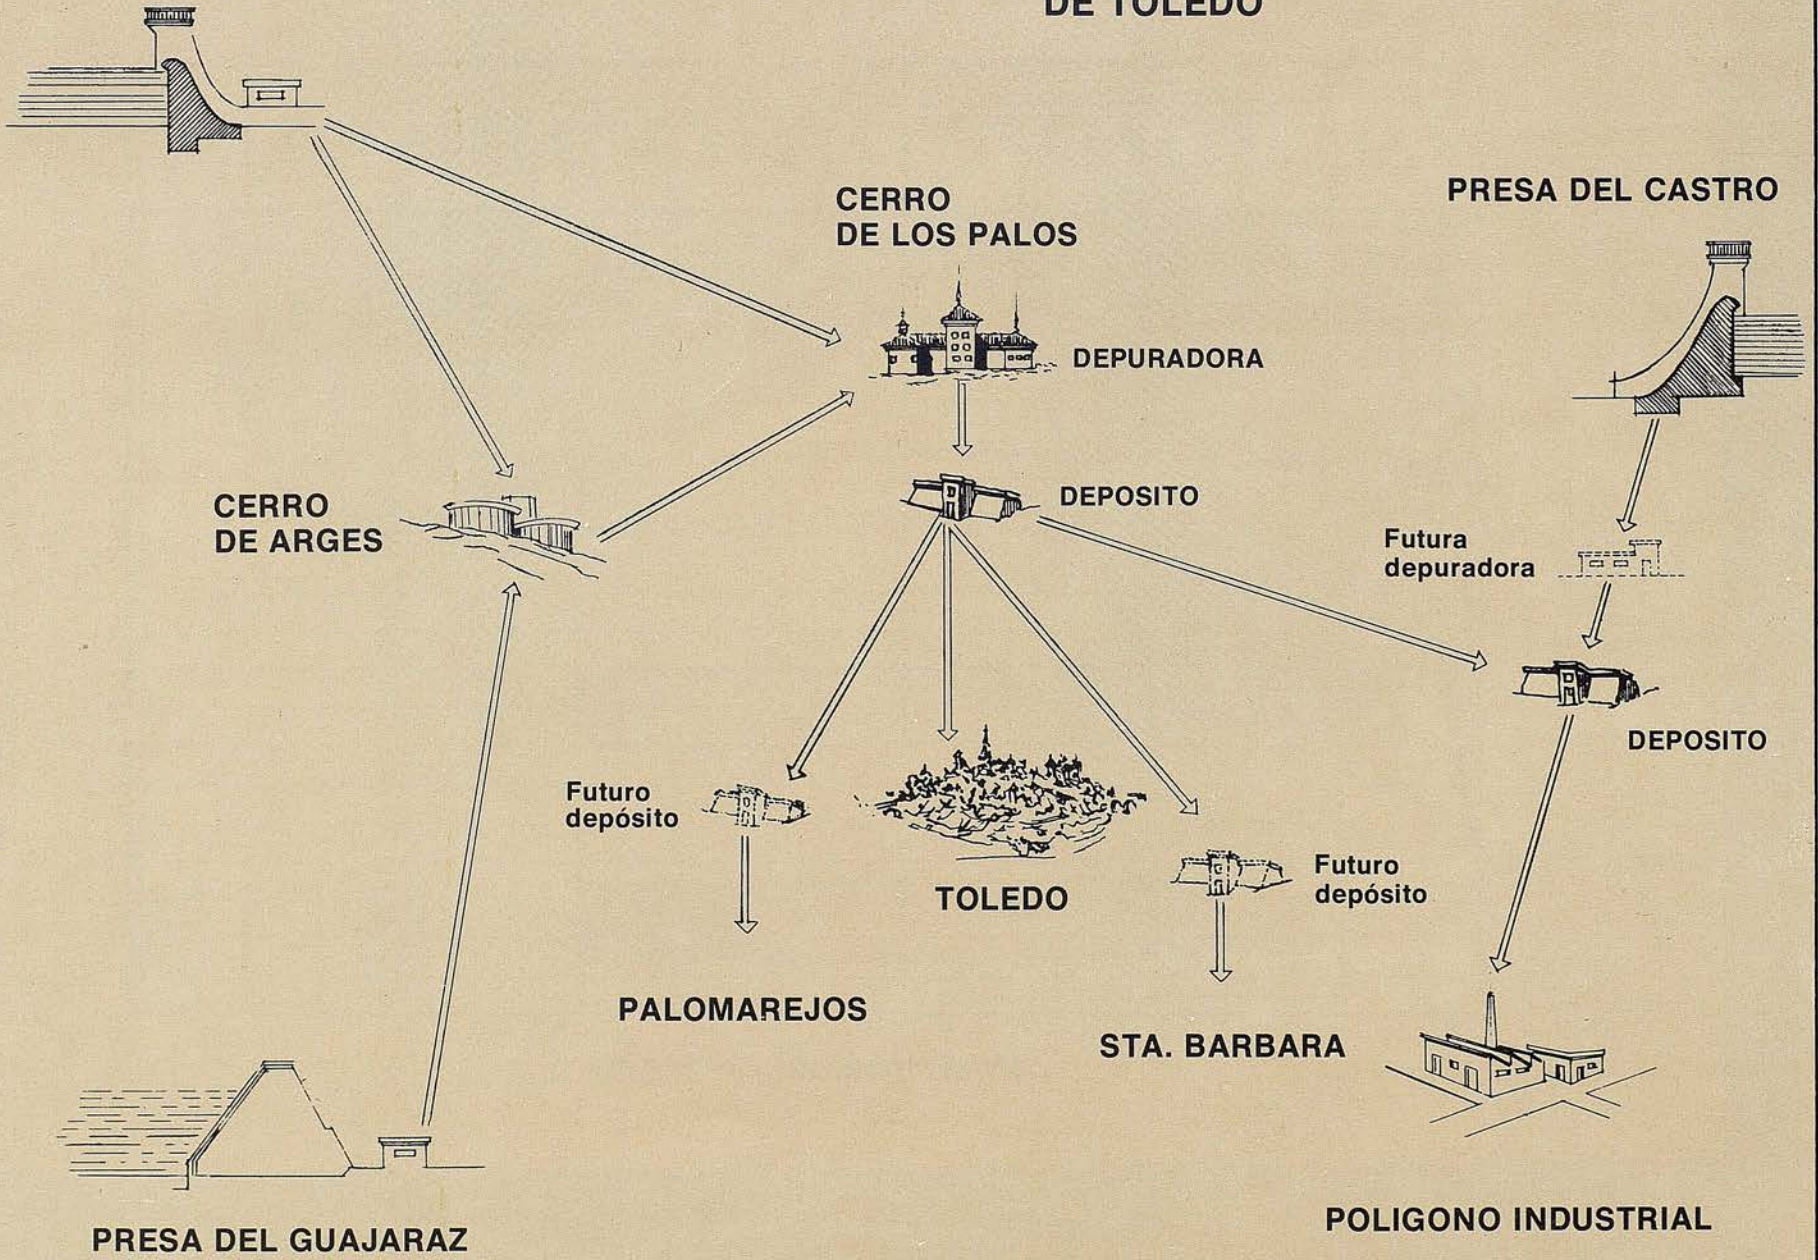 DE TOLEDO
PRESA DEL CASTRO
CERRO
DE LOS PALOS
DEPURADORA
CERRO
DE ARGES
DEPOSITO
Futura
depuradora
DEPOSITO
Futuro
depósito
TOLEDO
Futuro
depósito
PALOMAREJOS
STA. BARBARA
POLIGONO INDUSTRIAL
PRESA DEL GUAJARAZ